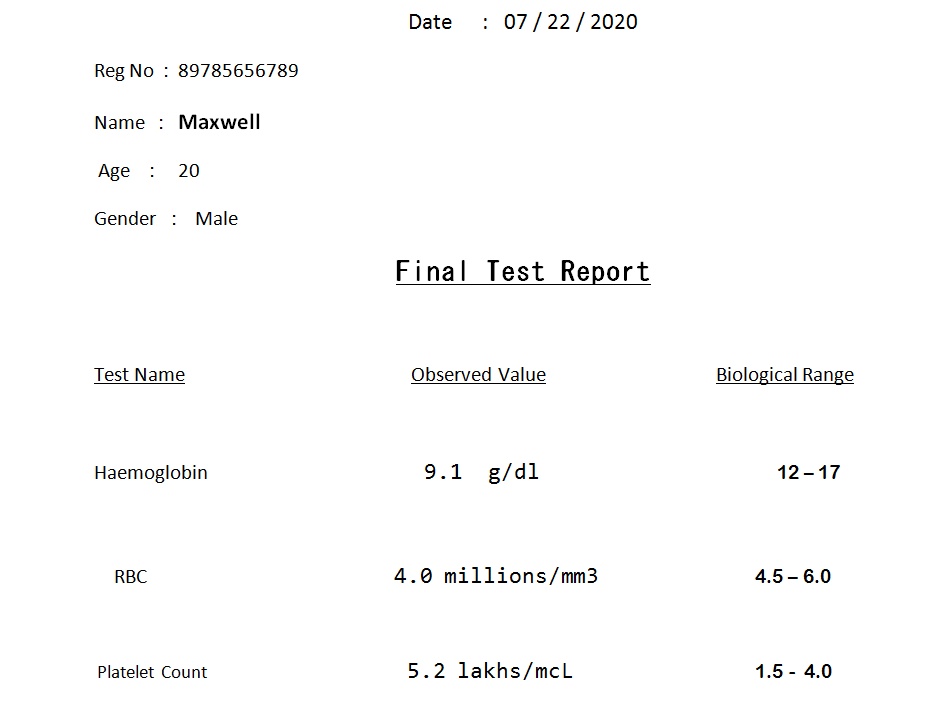 Date : 07 / 22 / 2020
Reg No : 89785656789
Name : Maxwell
Age : 20
Gender : Male
Final Test Report
Test Name Observed Value Biological Range
Haemoglobin 9.1 g/dl 12 – 17
RBC 4.0 millions/mm3 4.5 – 6.0
Platelet Count 5.2 lakhs/mcL 1.5 - 4.0